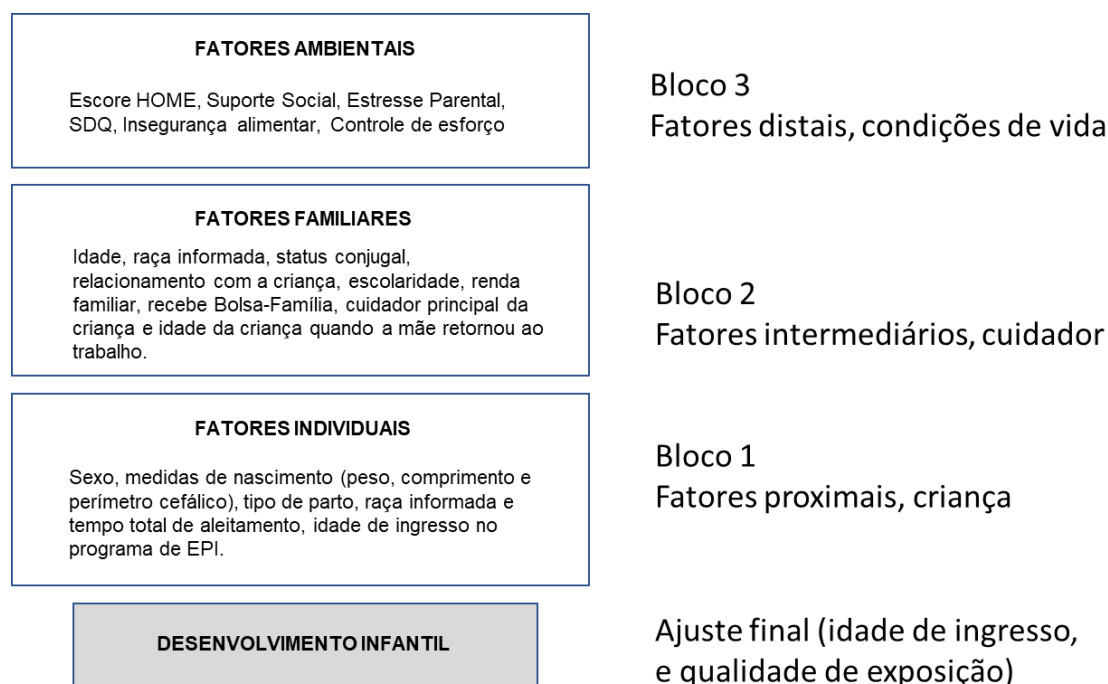 FATORES AMBIENTAIS
Escore HOME, Suporte Social, Estresse Parental,
SDQ, Insegurança alimentar, Controle de esforço
Bloco 3
Fatores distais, condições de vida
FATORES FAMILIARES
Idade, raça informada, status conjugal,
relacionamento com a criança, escolaridade, renda
familiar, recebe Bolsa-Família, cuidador principal da
criança e idade da criança quando a mãe retornou ao
trabalho.
Bloco 2
Fatores intermediários, cuidador
FATORES INDIVIDUAIS
Sexo, medidas de nascimento (peso, comprimento e
perímetro cefálico), tipo de parto, raça informada e
tempo total de aleitamento, idade de ingresso no
programa de EPI.
Bloco 1
Fatores proximais, criança
DESENVOLVIMENTO INFANTIL
Ajuste final (idade de ingresso,
e qualidade de exposição)